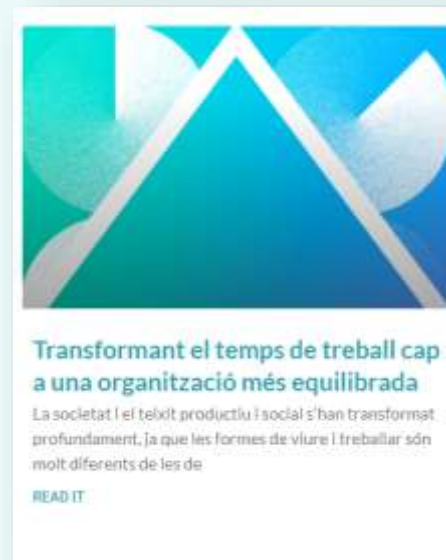 Transformant el temps de treball cap
a una organització més equilibrada
La societat i el teixit productiu i social s'han transformat
profundament, ja que les formes de viure i treballar són
molt diferents de les de
READ IT